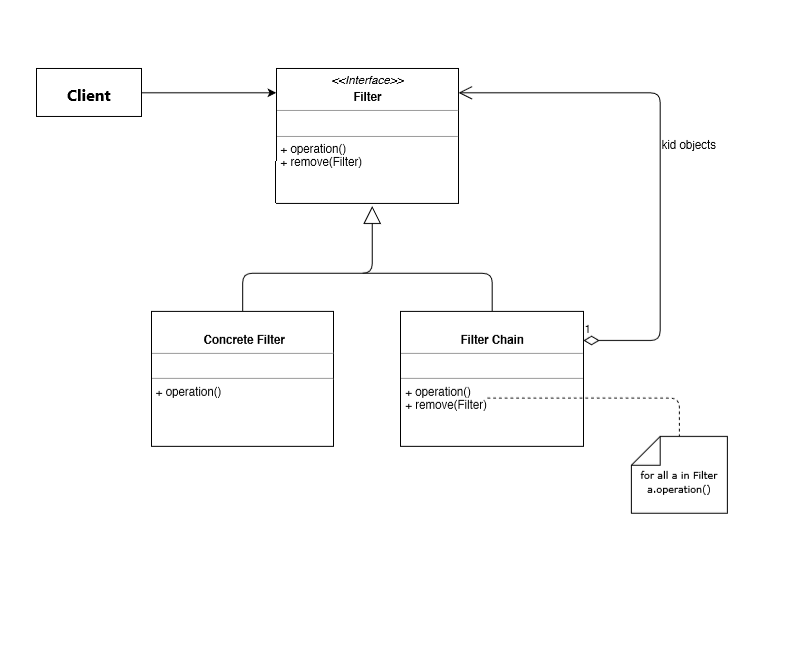 Client
<<Interface>>
Filter
+ operation()
+ remove(Filter)
kid objects
Concrete Filter
+ operation()
Filter Chain
+ operation()
+ remove(Filter)
1
for all a in Filter
a.operation()